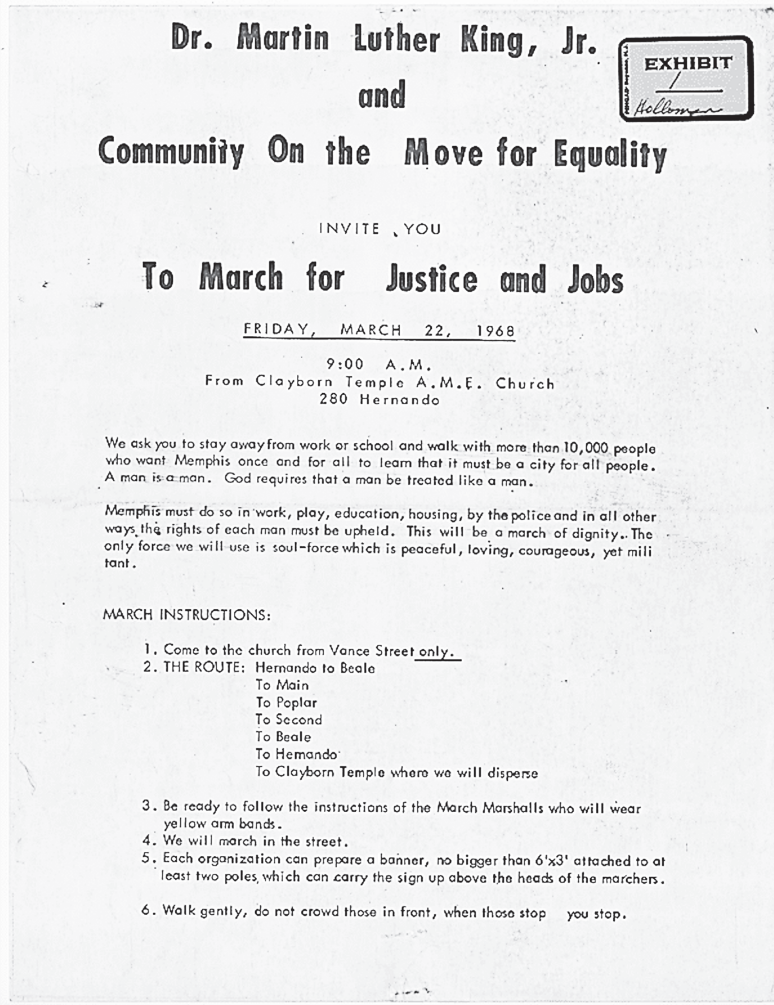 Dr. Martin Luther King, Jr.
EXHIBIT
1
Holloman
and
Community On the Move for Equality
INVITE YOU
To March for Justice and Jobs
FRIDAY, MARCH 22, 1968
9:00 A.M.
From Clayborn Temple A.M.E. Church
280 Hernando
We ask you to stay away from work or school and walk with more than 10,000 people
who want Memphis once and for all to learn that it must be a city for all people.
A man is a man. God requires that a man be treated like a man.
Memphis must do so in work, play, education, housing, by the police and in all other
ways the rights of each man must be upheld. This will be a march of dignity. The
only force we will use is soul-force which is peaceful, loving, courageous, yet mili
tant.
MARCH INSTRUCTIONS:
1. Come to the church from Vance Street only.
2. THE ROUTE: Hernando to Beale
To Main
To Poplar
To Second
To Beale
To Hernando
To Clayborn Temple where we will disperse
3. Be ready to follow the instructions of the March Marshalls who will wear
yellow arm bands.
4. We will march in the street.
5. Each organization can prepare a banner, no bigger than 6'x3' attached to at
least two poles, which can carry the sign up above the heads of the marchers.
6. Walk gently, do not crowd those in front, when those stop you stop.